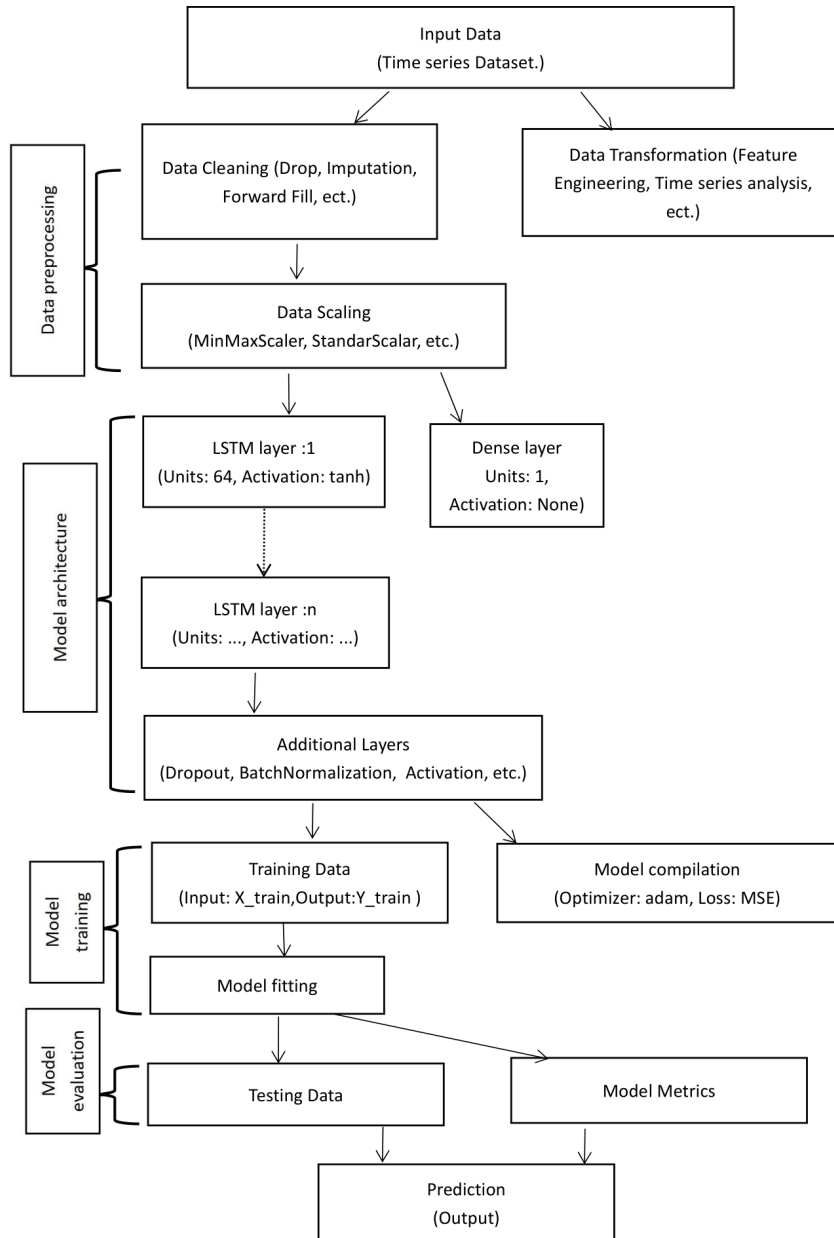 Input Data
(Time series Dataset.)
Data preprocessing
Data Cleaning (Drop, Imputation,
Forward Fill, ect.)
Data Transformation (Feature
Engineering, Time series analysis,
ect.)
Data Scaling
(MinMaxScaler, StandarScalar, etc.)
Model architecture
LSTM layer :1
(Units: 64, Activation: tanh)
Dense layer
Units: 1,
Activation: None)
LSTM layer :n
(Units: ..., Activation: ...)
Additional Layers
(Dropout, BatchNormalization,  Activation, etc.)
Model
training
Training Data
(Input: X_train,Output:Y_train )
Model compilation
(Optimizer: adam, Loss: MSE)
Model fitting
Model
evaluation
Testing Data
Model Metrics
Prediction
(Output)